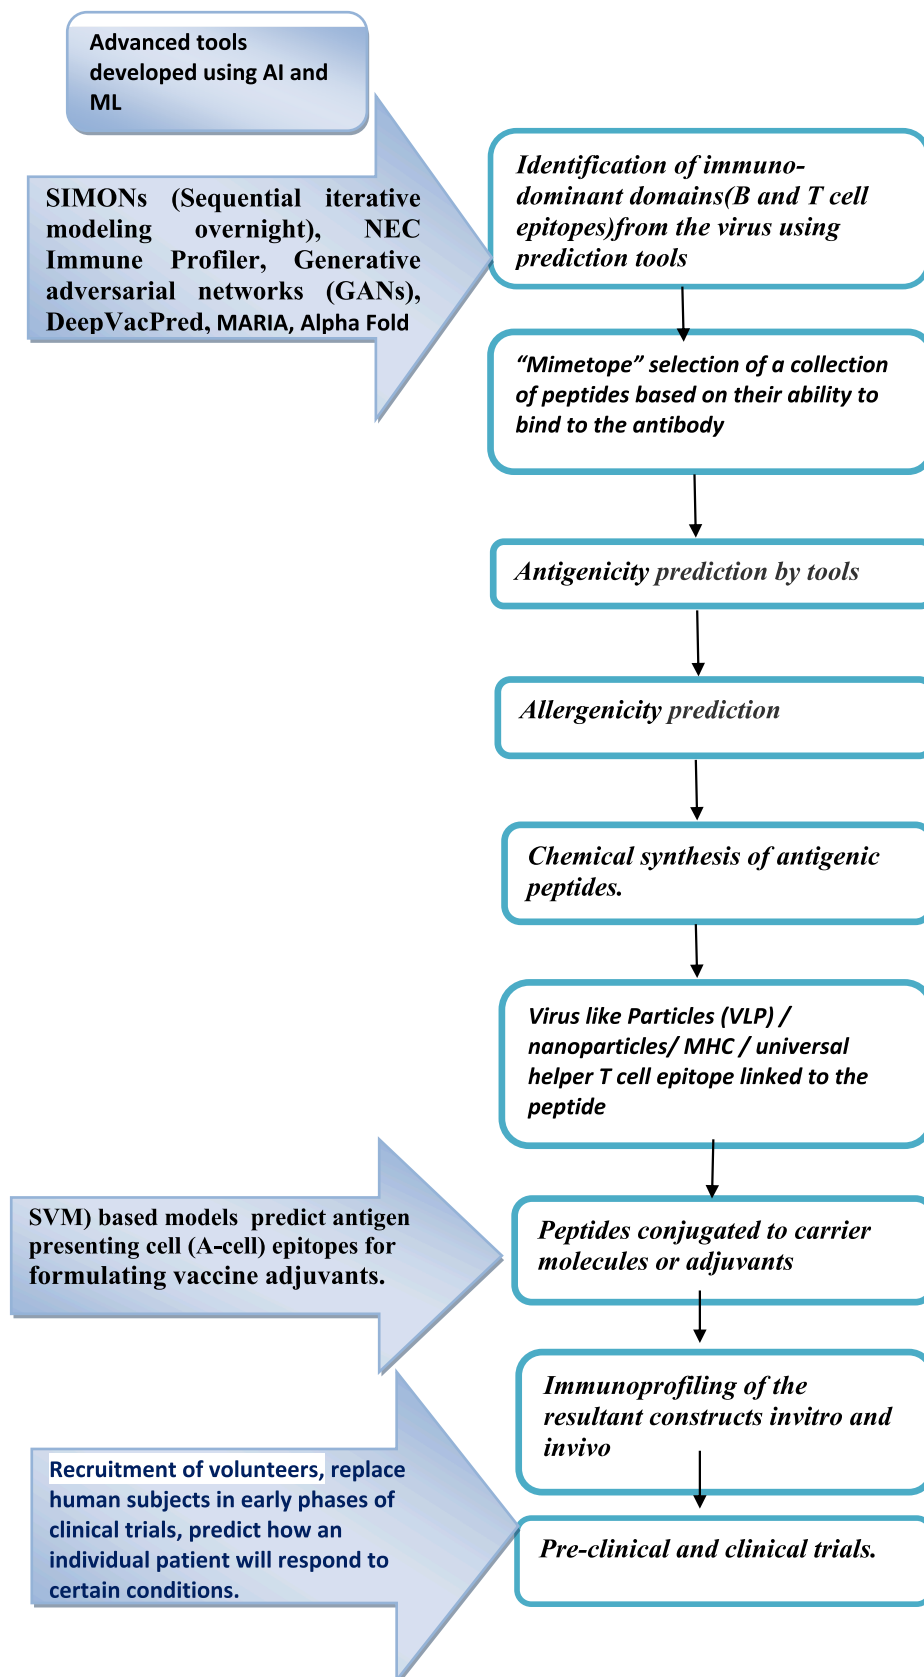 Advanced tools
developed using AI and
ML
SIMONs (Sequential iterative
modeling overnight), NEC
Immune Profiler, Generative
adversarial networks (GANs),
DeepVacPred, MARIA, Alpha Fold
Identification of immuno-
dominant domains(B and T cell
epitopes)from the virus using
prediction tools
“Mimetope” selection of a collection
of peptides based on their ability to
bind to the antibody
Antigenicity prediction by tools
Allergenicity prediction
Chemical synthesis of antigenic
peptides.
Virus like Particles (VLP) /
nanoparticles/ MHC / universal
helper T cell epitope linked to the
peptide
SVM) based models predict antigen
presenting cell (A-cell) epitopes for
formulating vaccine adjuvants.
Peptides conjugated to carrier
molecules or adjuvants
Immunoprofiling of the
resultant constructs invitro and
invivo
Recruitment of volunteers, replace
human subjects in early phases of
clinical trials, predict how an
individual patient will respond to
certain conditions.
Pre-clinical and clinical trials.